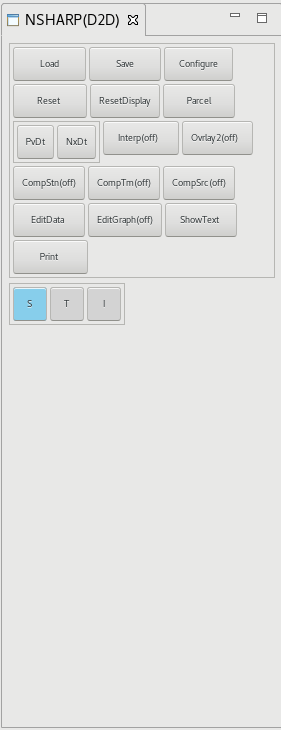 NSHARP(D2D)
Load Save Configure
Reset ResetDisplay Parcel
PvDt NxDt Interp(off) Ovrlay2(off)
CompStn(off) CompTm(off) CompSrc(off)
EditData EditGraph(off) ShowText
Print
S T I